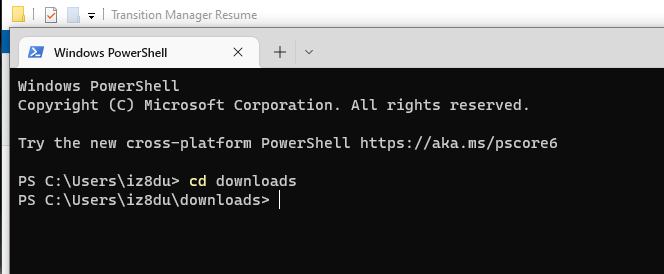 Transition Manager Resume
Windows PowerShell
Windows PowerShell
Copyright (C) Microsoft Corporation. All rights reserved.
Try the new cross-platform PowerShell https://aka.ms/pscore6
PS C:\Users\iz8du> cd downloads
PS C:\Users\iz8du\downloads>